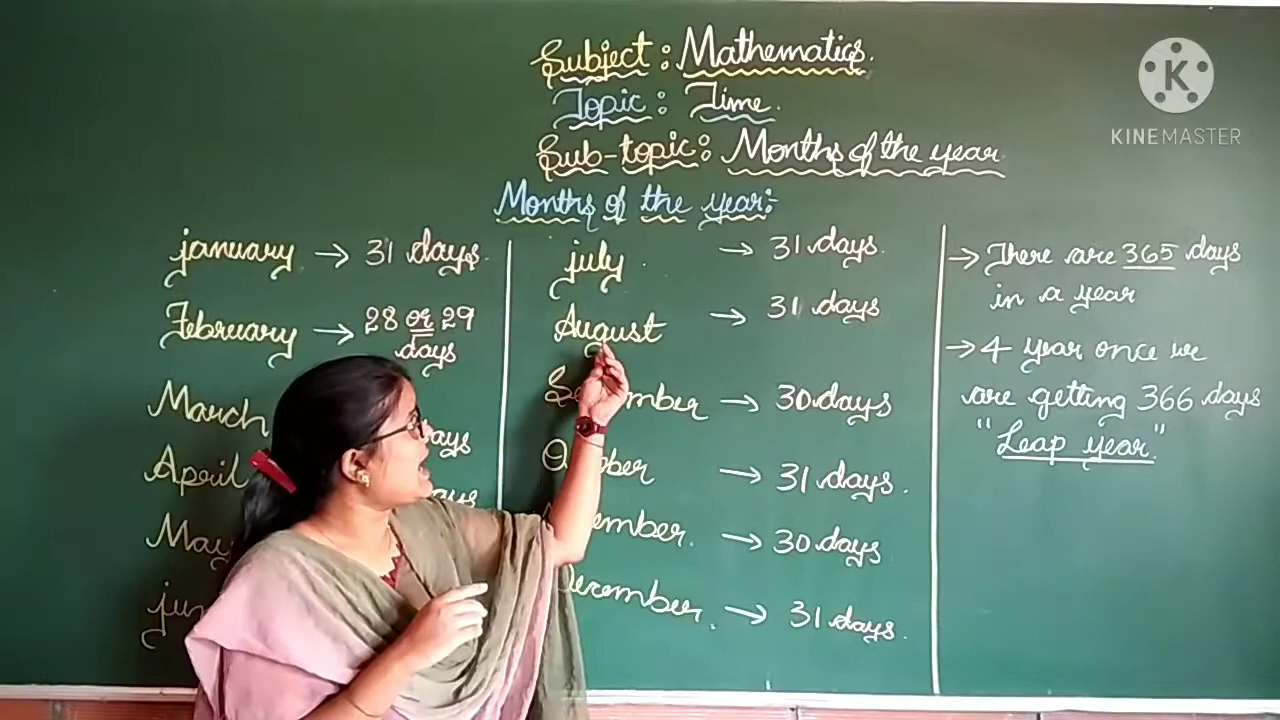 Subject : Mathematics.
Topic : Time.
Sub-topic : Months of the year
Months of the year:-
january → 31 days.
February → 28 or 29
days
March
April
May
july → 31 days.
August → 31 days
→ 30 days
→ 31 days.
→ 30 days
December → 31 days.
→ There are 365 days
in a year
→ 4 year once we
are getting 366 days
"Leap year"
K
KINEMASTER